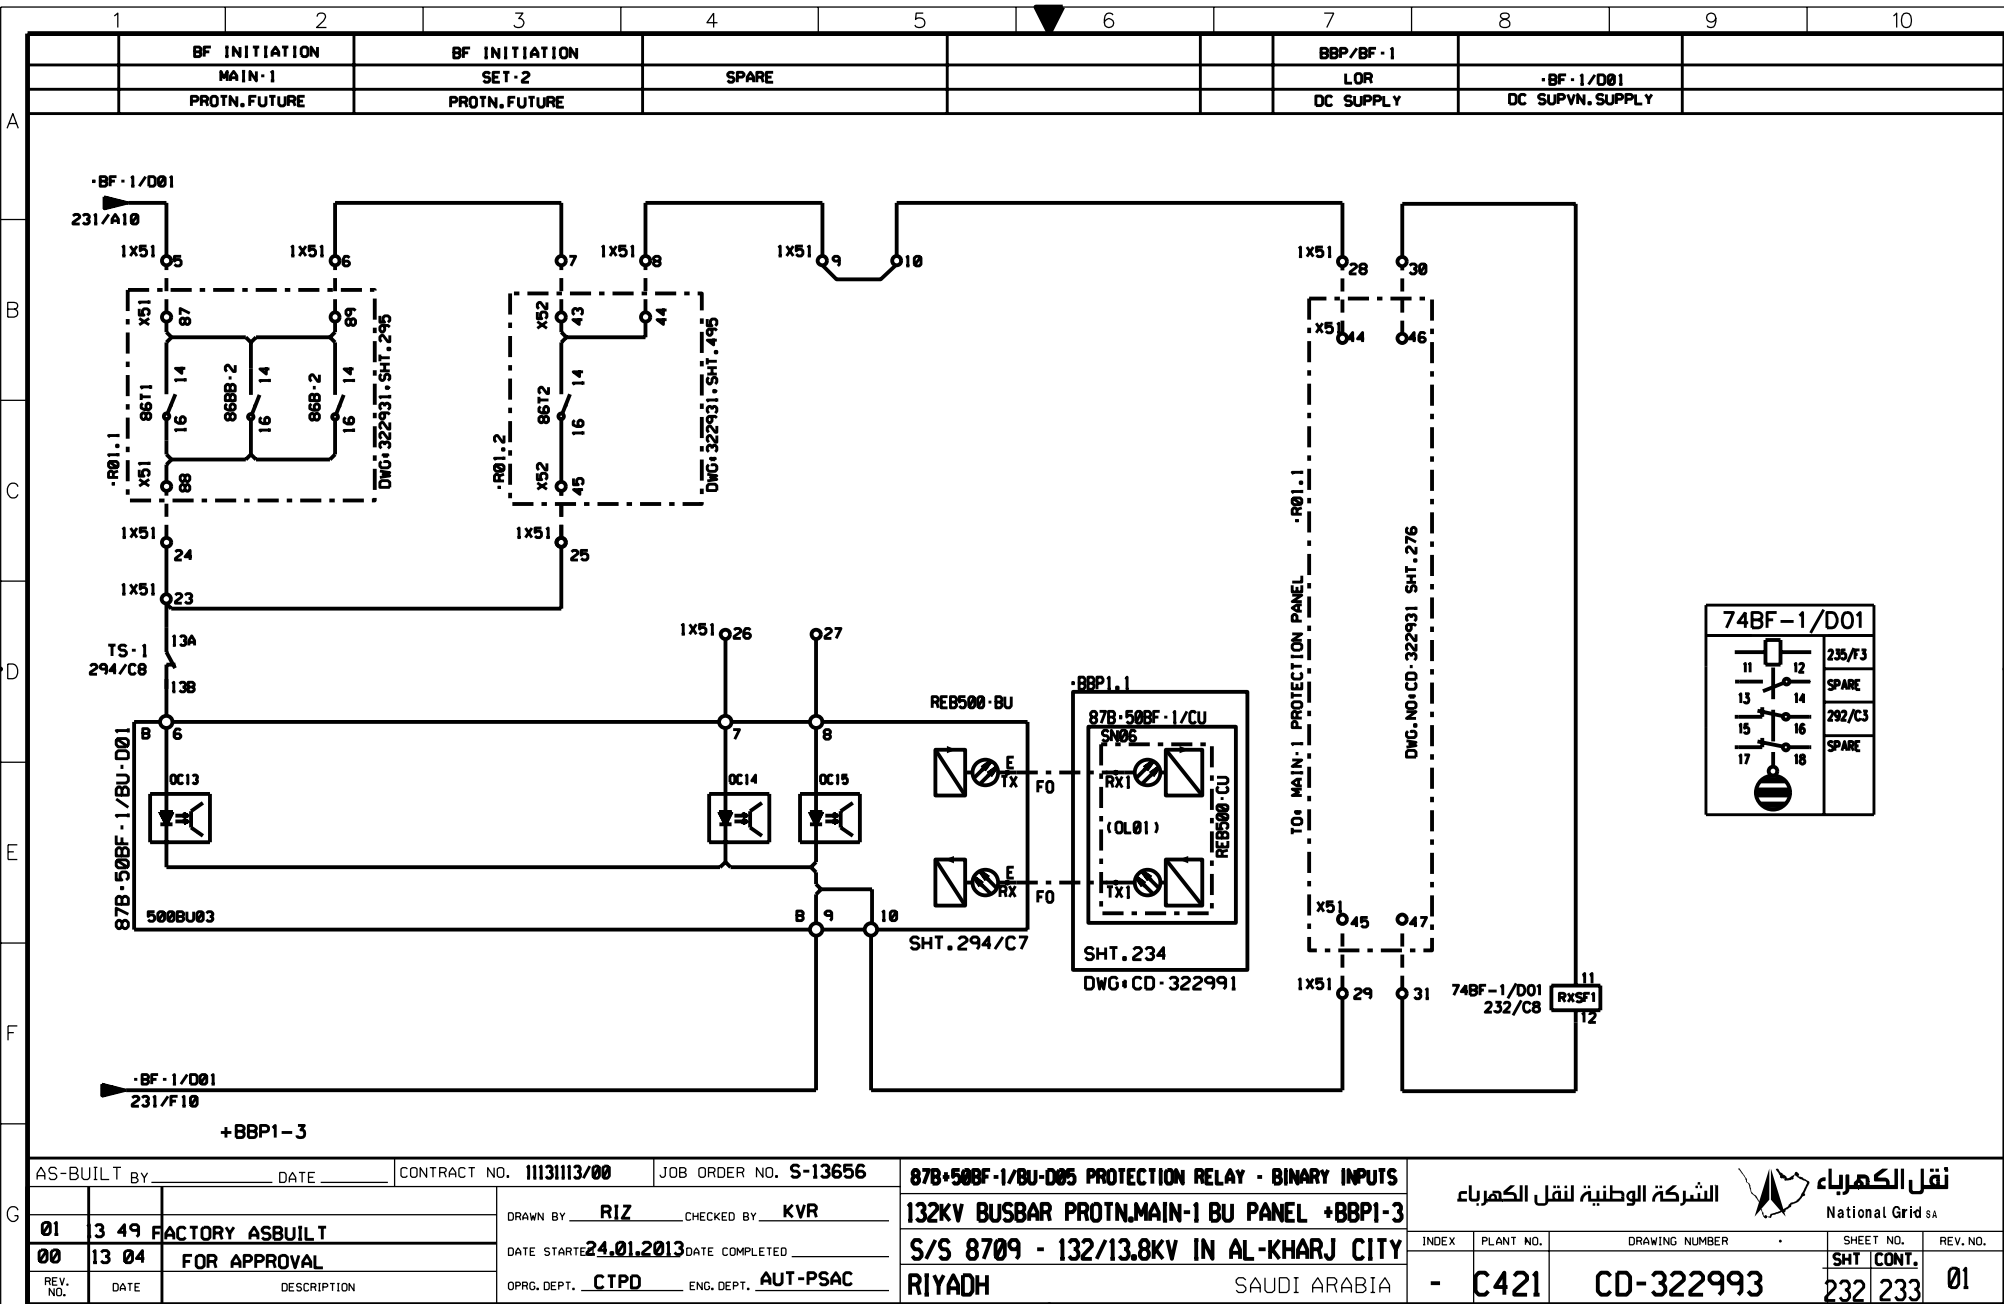 1 2 3 4 5 6 7 8 9 10
BF INITIATION
MAIN-1
PROTN.FUTURE
BF INITIATION
SET-2
PROTN.FUTURE
SPARE
BBP/BF-1
LOR
DC SUPPLY
-BF-1/D01
DC SUPVN.SUPPLY
A
B
C
D
E
F
G
-BF-1/D01
231/A10
1X51 5
1X51 6
7
1X51 8
1X51 9
10
1X51 28
30
X51 87
89
86T1 14 16
86BB-2 14 16
86B-2 14 16
X51 88
-R01.1
DWG:322931.SHT.295
X52 43
44
86T2 14 16
X52 45
-R01.2
DWG:322931.SHT.495
X51 44
46
-R01.1
TO: MAIN-1 PROTECTION PANEL
DWG.NO:CD-322931 SHT.276
X51 45
47
1X51 24
1X51 25
1X51 23
TS-1
294/C8
13A
13B
1X51 26
27
REB500-BU
B 6
7
8
OC13
OC14
OC15
87B-50BF-1/BU-D01
500BU03
B 9
10
E
TX
FO
E
RX
FO
SHT.294/C7
-BBP1.1
87B-50BF-1/CU
SN06
RX1
(OL01)
TX1
REB500-CU
SHT.234
DWG:CD-322991
1X51 29
31
74BF-1/D01
232/C8
11
RXSF1
12
74BF-1/D01
11 12 235/F3
13 14 SPARE
15 16 292/C3
17 18 SPARE
-BF-1/D01
231/F10
+BBP1-3
AS-BUILT BY DATE
CONTRACT NO. 11131113/00
JOB ORDER NO. S-13656
01 13 49 FACTORY ASBUILT
00 13 04 FOR APPROVAL
REV. NO. DATE DESCRIPTION
DRAWN BY RIZ CHECKED BY KVR
DATE STARTE 24.01.2013 DATE COMPLETED
OPRG.DEPT. CTPD ENG.DEPT. AUT-PSAC
87B+50BF-1/BU-D05 PROTECTION RELAY - BINARY INPUTS
132KV BUSBAR PROTN.MAIN-1 BU PANEL +BBP1-3
S/S 8709 - 132/13.8KV IN AL-KHARJ CITY
RIYADH SAUDI ARABIA
الشركة الوطنية لنقل الكهرباء
نقل الكهرباء
National Grid SA
INDEX PLANT NO. DRAWING NUMBER SHEET NO. REV.NO.
SHT CONT.
- C421 CD-322993 232 233 01